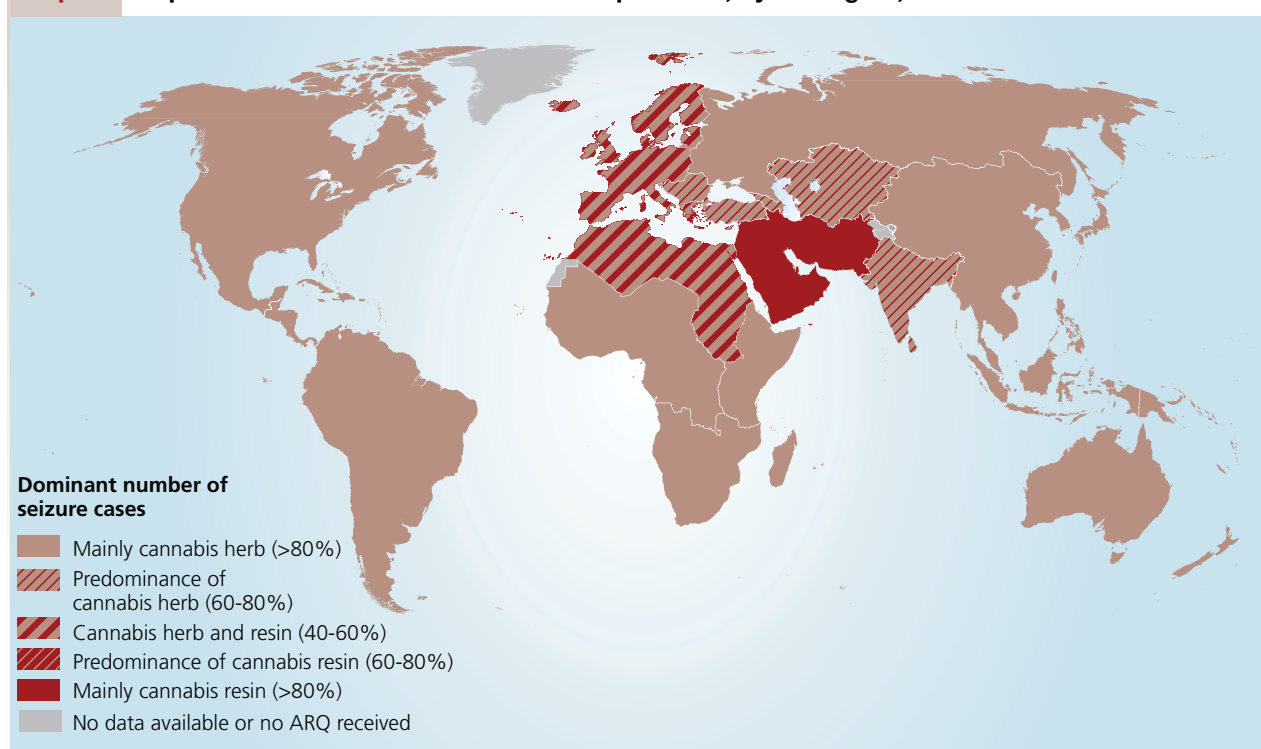 Dominant number of
seizure cases
Mainly cannabis herb (>80%)
Predominance of
cannabis herb (60-80%)
Cannabis herb and resin (40-60%)
Predominance of cannabis resin (60-80%)
Mainly cannabis resin (>80%)
No data available or no ARQ received